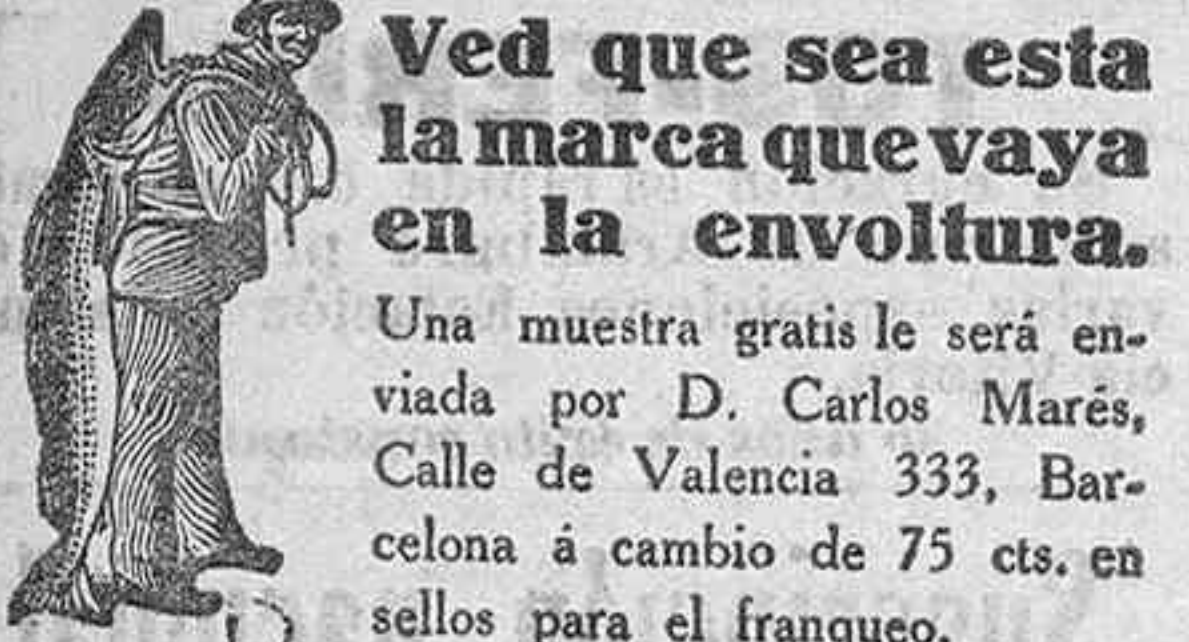 Ved que sea esta
la marca que vaya
en la envoltura.
Una muestra gratis le será en-
viada por D. Carlos Marés,
Calle de Valencia 333, Bar-
celona á cambio de 75 cts. en
sellos para el franqueo.